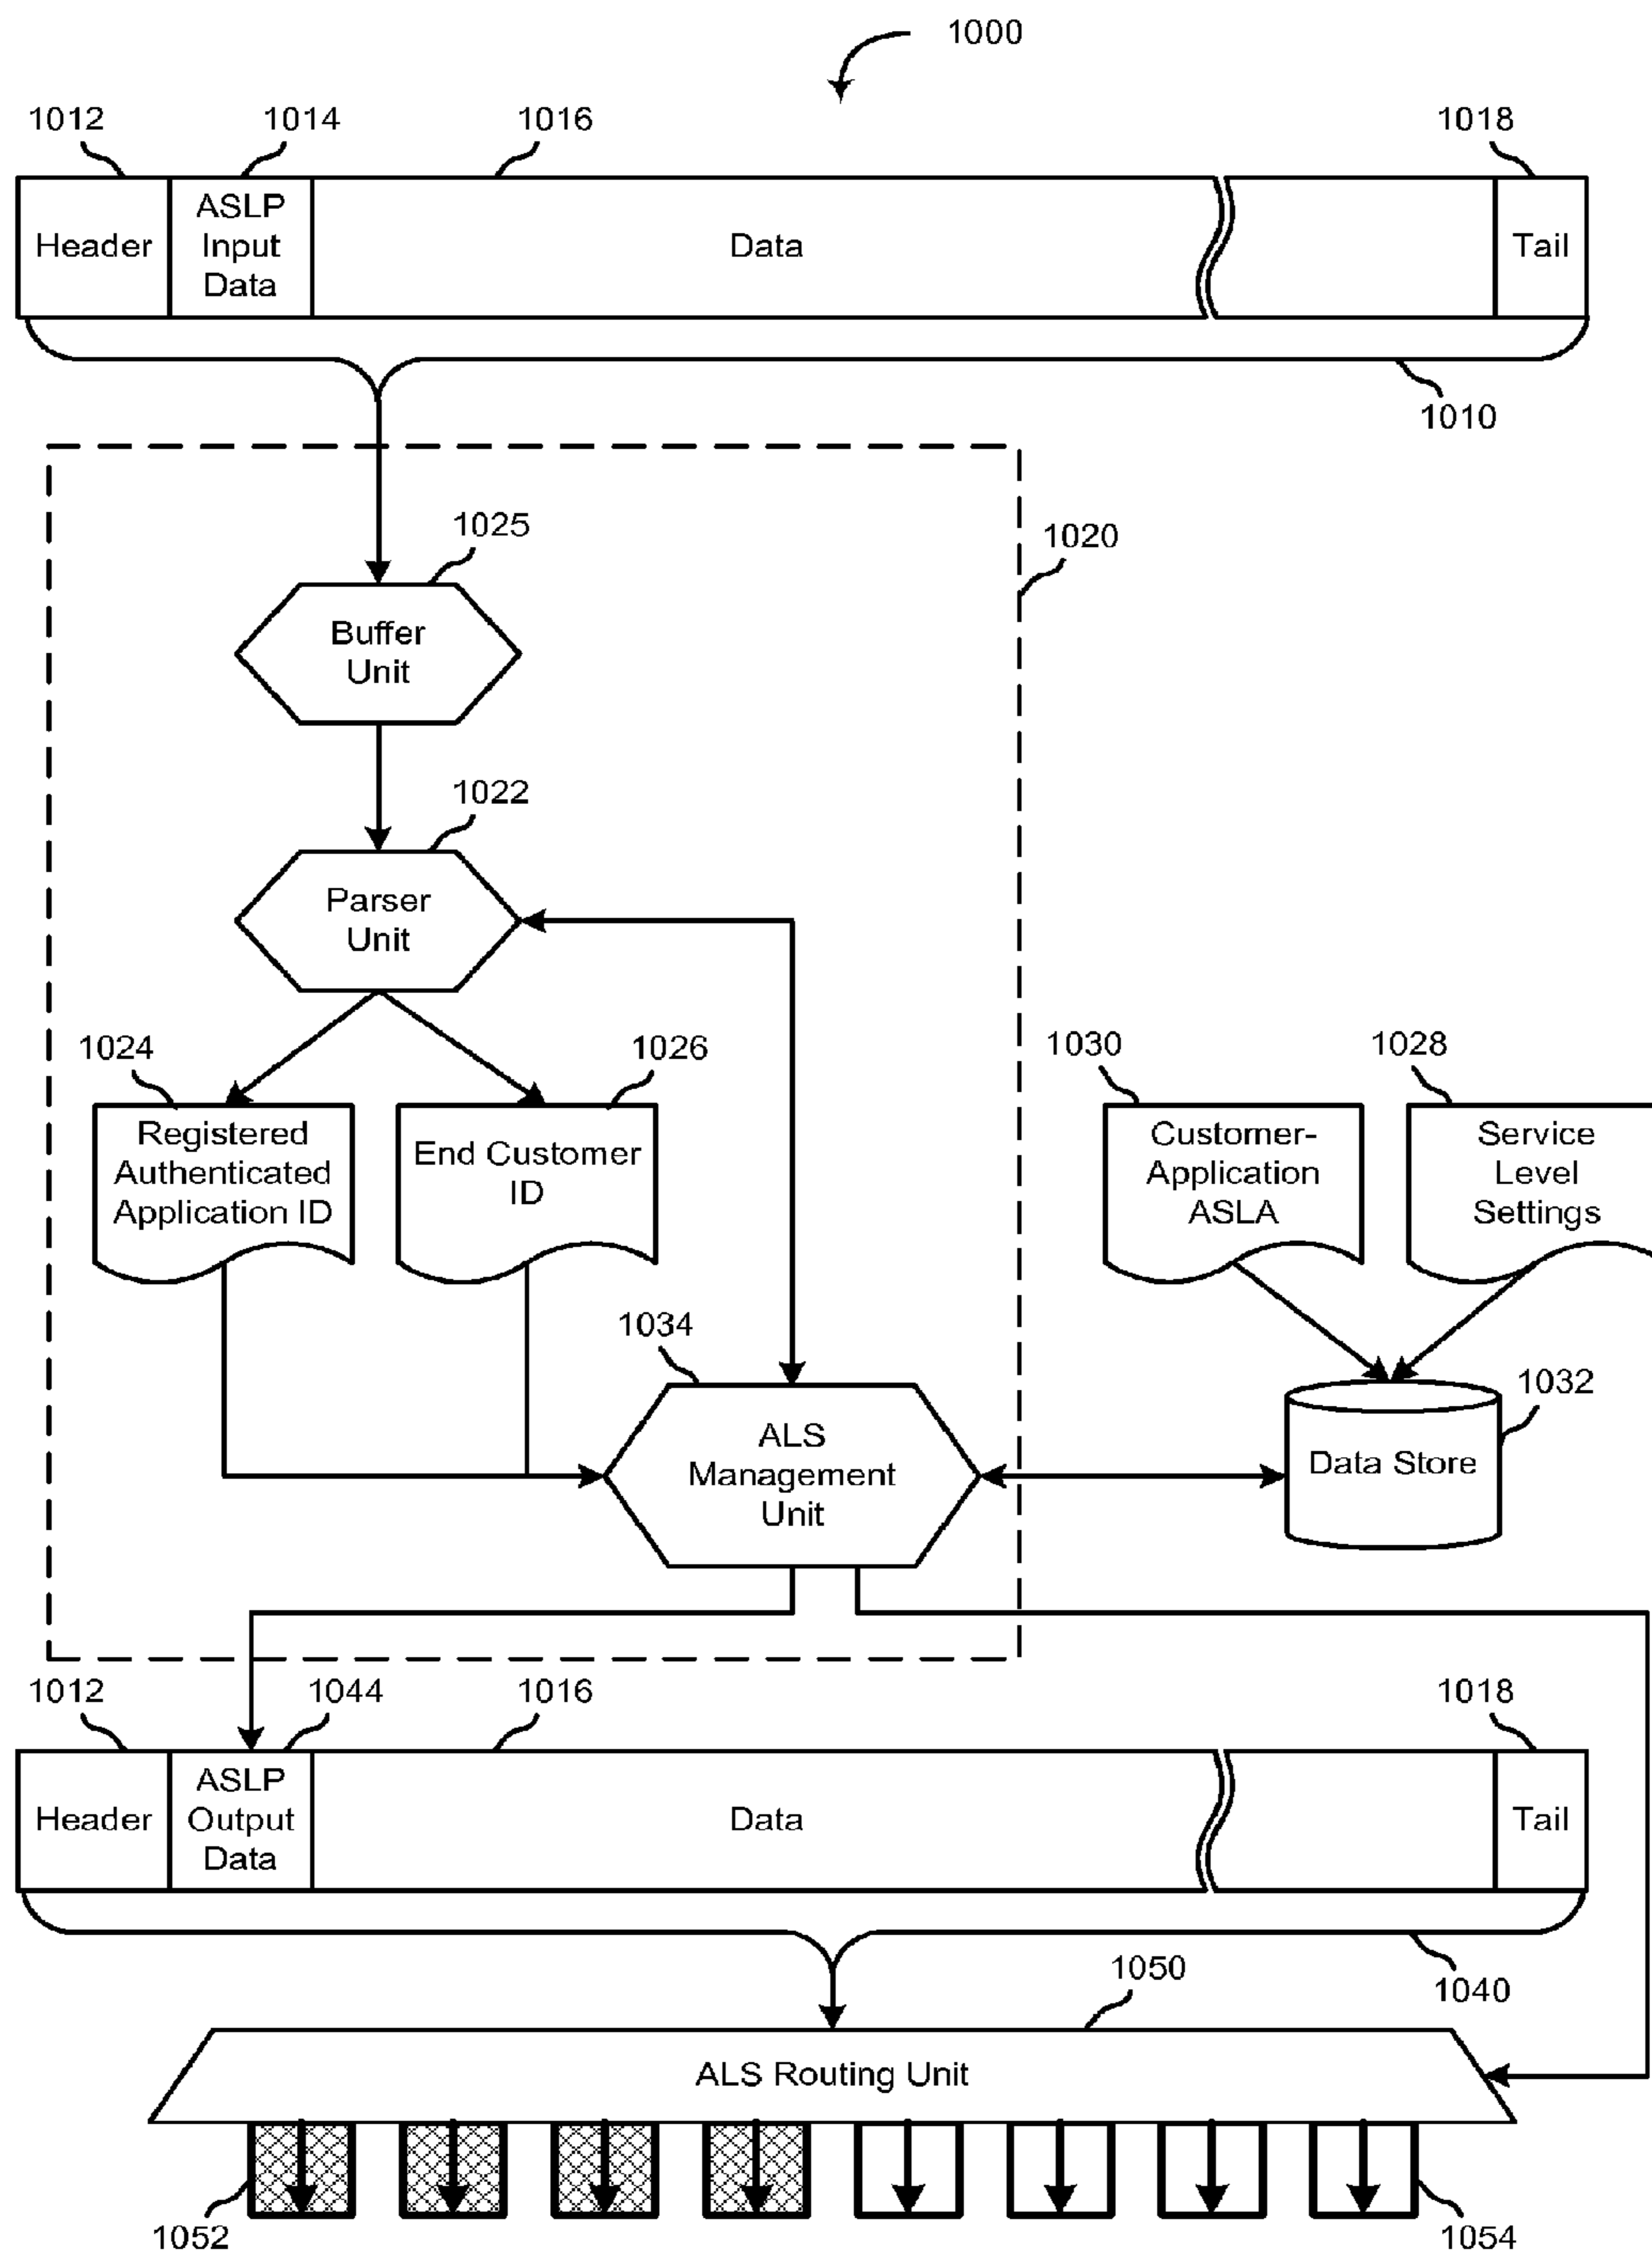 1000
1012
1014
1016
1018
Header
ASLP
Input
Data
Data
Tail
1010
1025
1020
Buffer
Unit
1022
Parser
Unit
1024
1026
1030
1028
Registered
Authenticated
Application ID
End Customer
ID
Customer-
Application
ASLA
Service
Level
Settings
1034
1032
ALS
Management
Unit
Data Store
1012
1044
1016
1018
Header
ASLP
Output
Data
Data
Tail
1040
1050
ALS Routing Unit
1052
1054